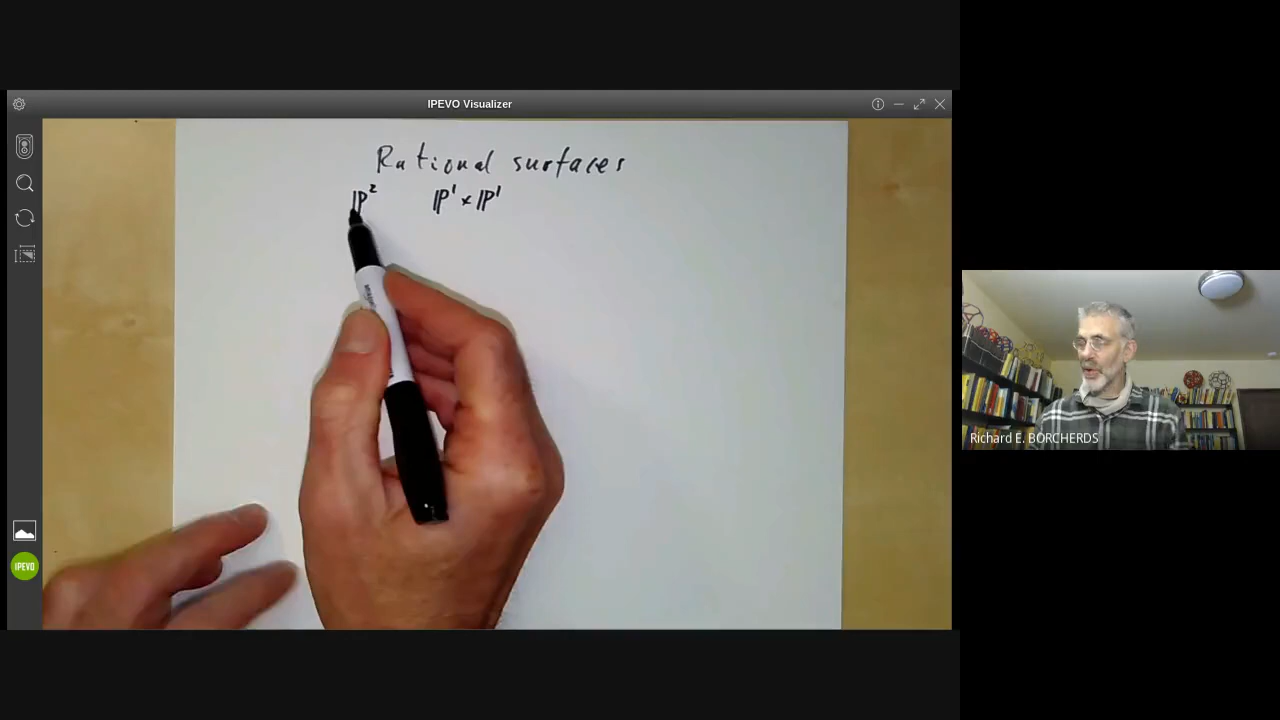 IPEVO Visualizer
Rational surfaces
ℙ² ℙ¹ × ℙ¹
IPEVO
Richard E. BORCHERDS